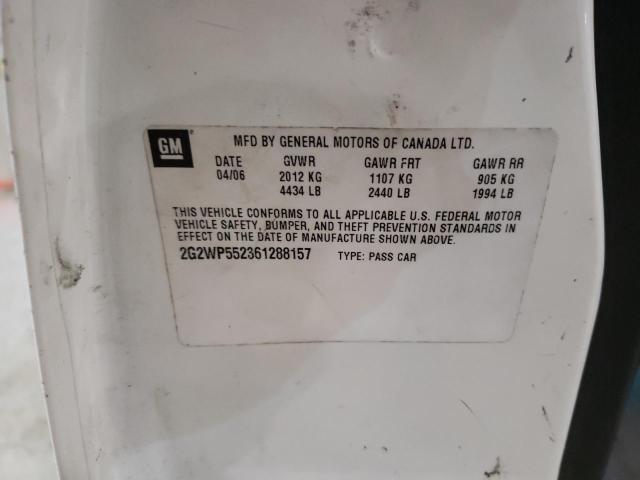 GM
MFD BY GENERAL MOTORS OF CANADA LTD.
DATE GVWR GAWR FRT GAWR RR
04/06 2012 KG 1107 KG 905 KG
4434 LB 2440 LB 1994 LB
THIS VEHICLE CONFORMS TO ALL APPLICABLE U.S. FEDERAL MOTOR
VEHICLE SAFETY, BUMPER, AND THEFT PREVENTION STANDARDS IN
EFFECT ON THE DATE OF MANUFACTURE SHOWN ABOVE.
2G2WP552361288157 TYPE: PASS CAR